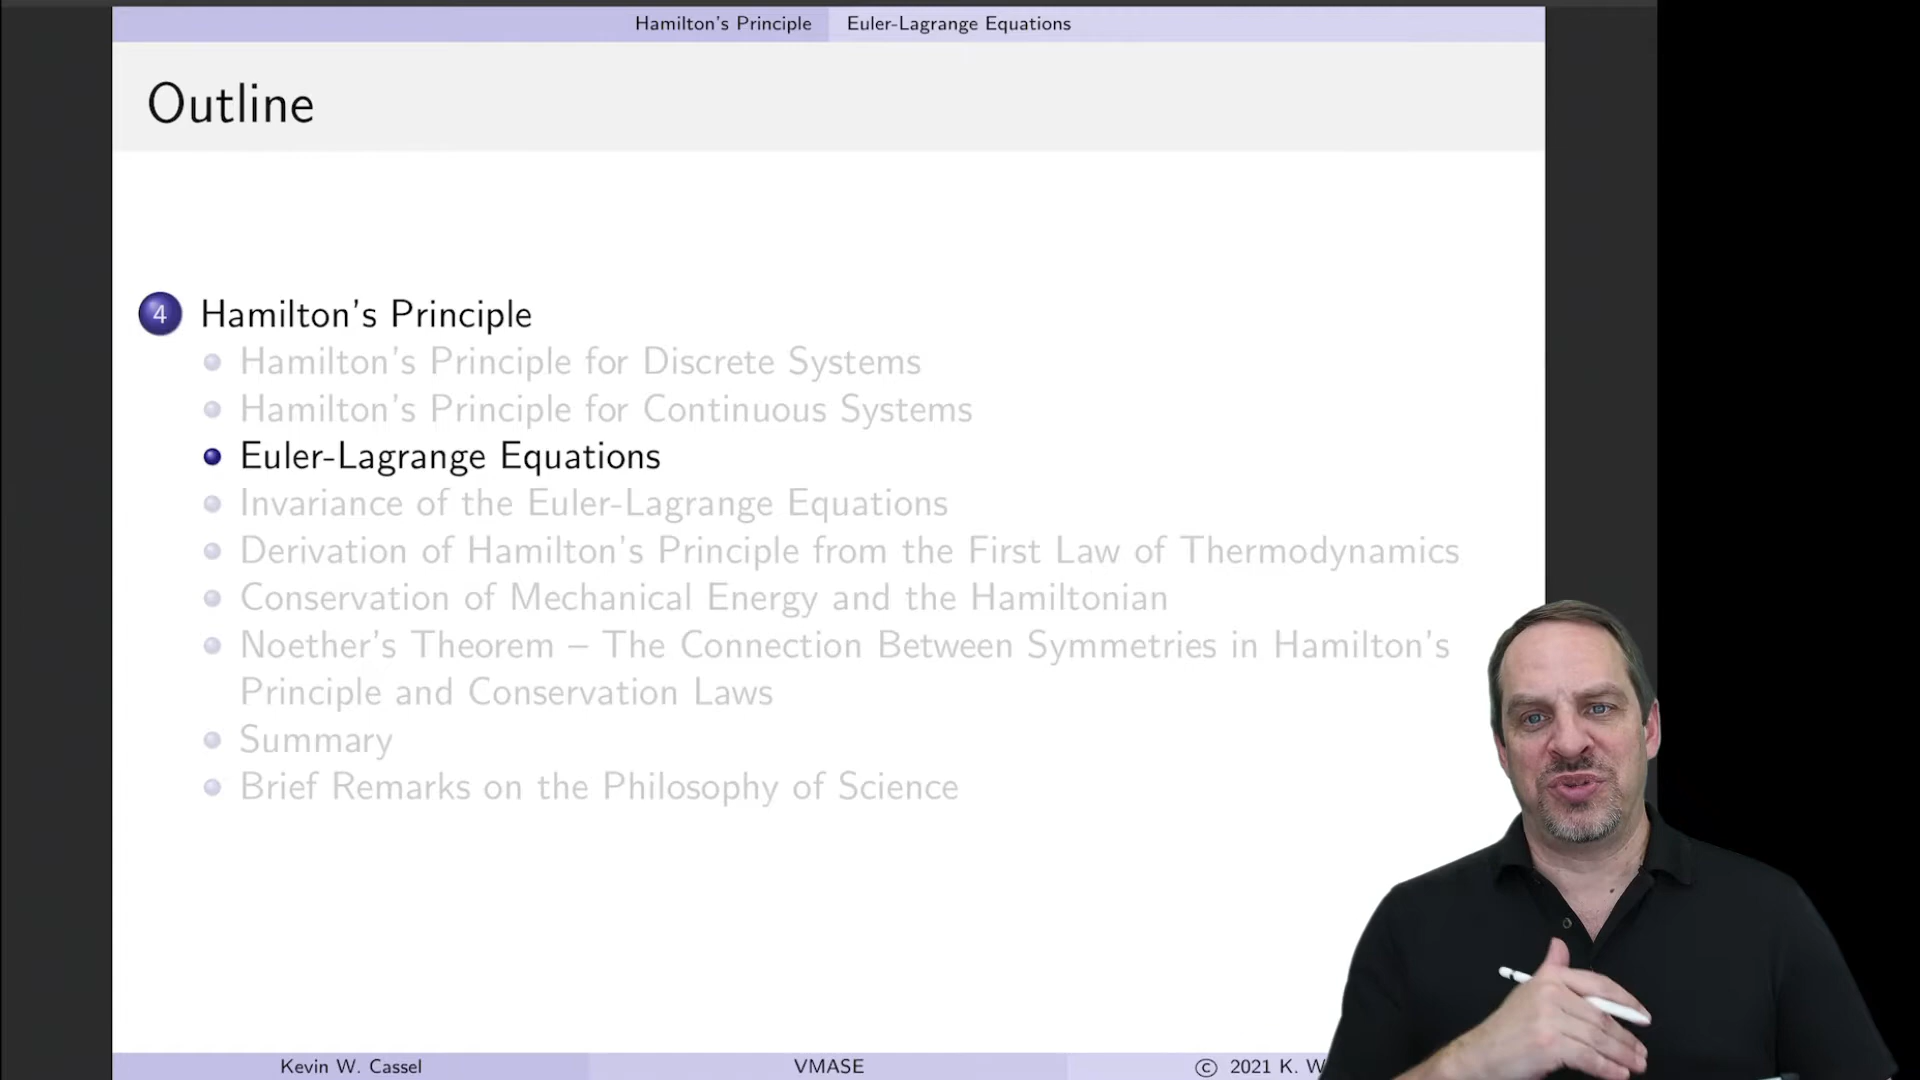 Hamilton's Principle Euler-Lagrange Equations
Outline
4 Hamilton's Principle
Hamilton's Principle for Discrete Systems
Hamilton's Principle for Continuous Systems
Euler-Lagrange Equations
Invariance of the Euler-Lagrange Equations
Derivation of Hamilton's Principle from the First Law of Thermodynamics
Conservation of Mechanical Energy and the Hamiltonian
Noether's Theorem – The Connection Between Symmetries in Hamilton's
Principle and Conservation Laws
Summary
Brief Remarks on the Philosophy of Science
Kevin W. Cassel VMASE © 2021 K. W